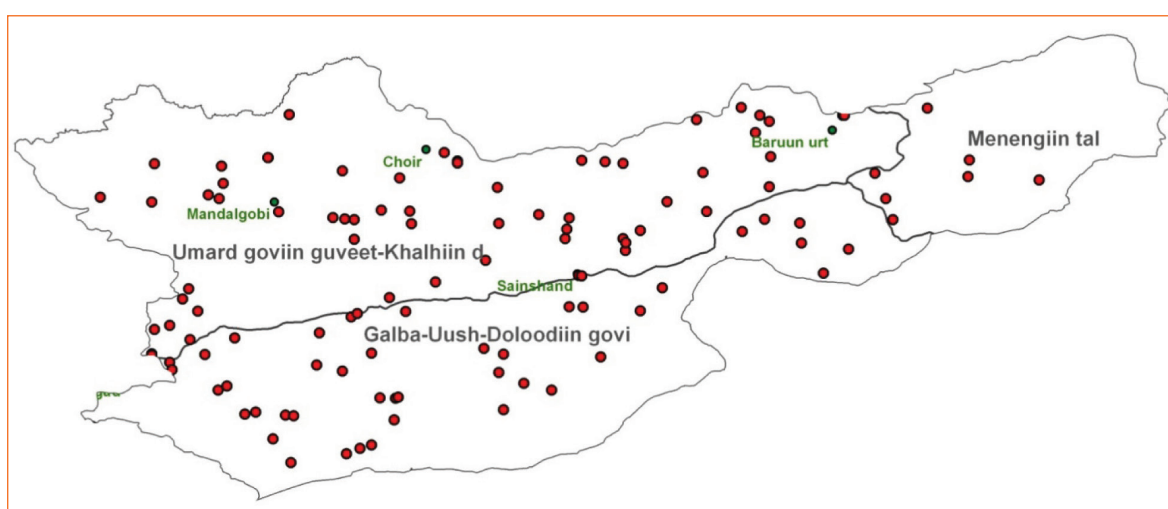 Menengiin tal
Baruun urt
Choir
Mandalgobi
Umard goviin guveet-Khalhiin d
Sainshand
Galba-Uush-Doloodiin govi